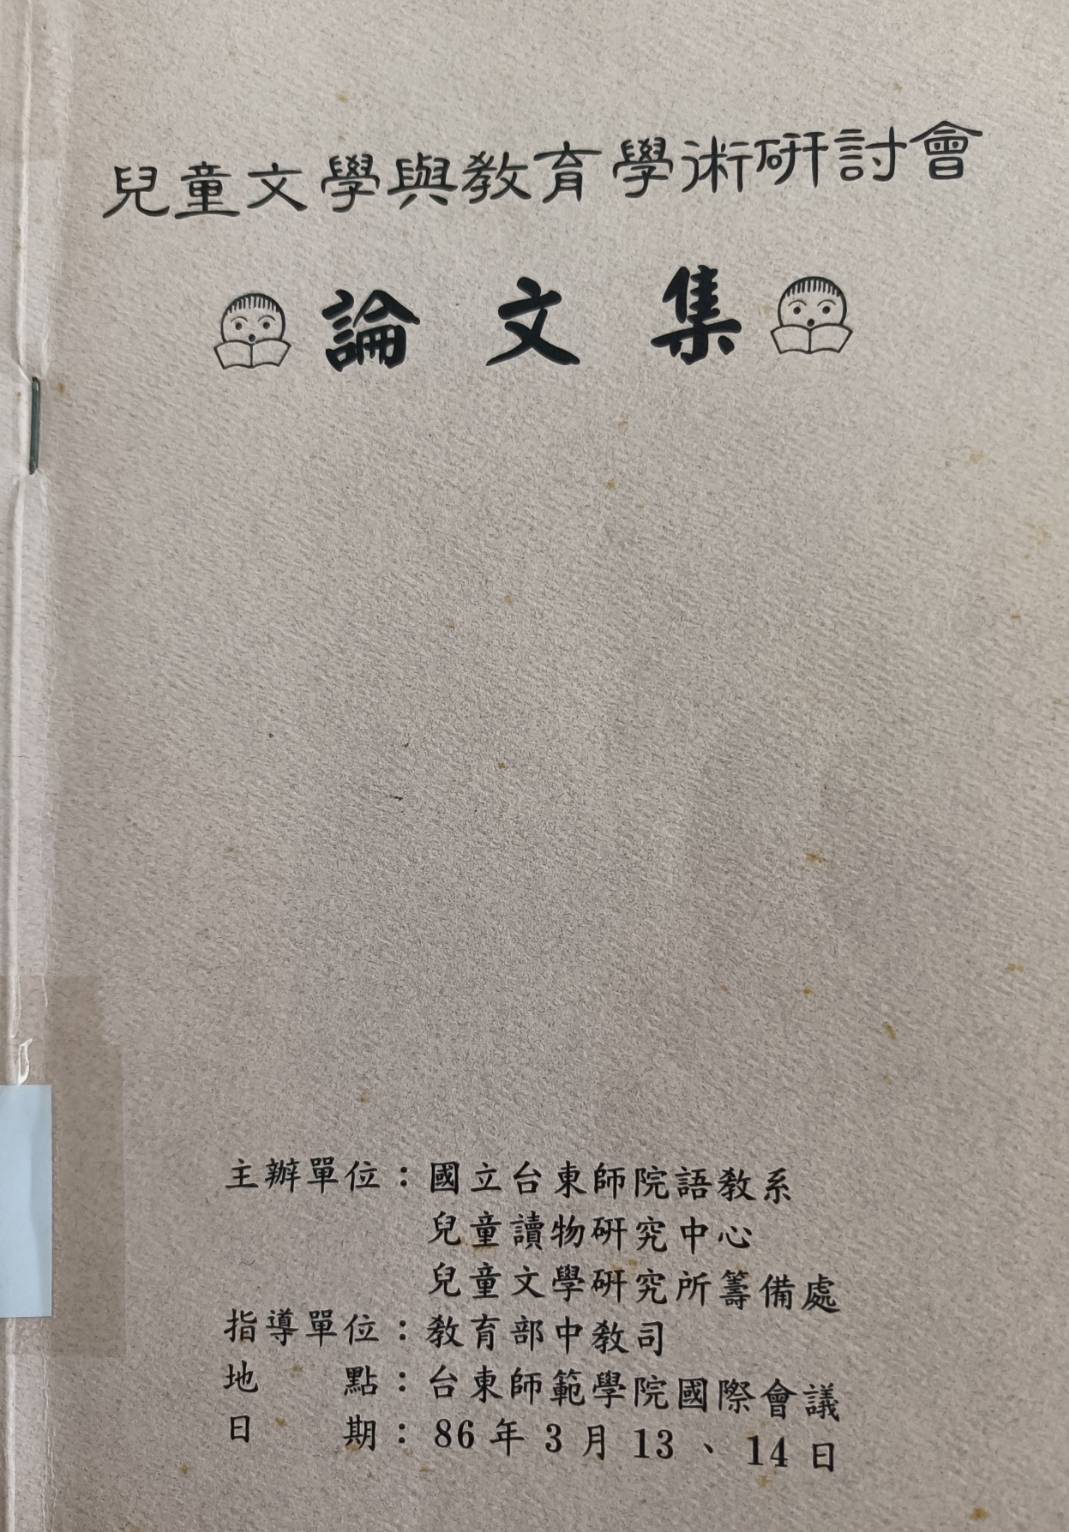 兒童文學與教育學術研討會
論文集
主辦單位：國立台東師院語教系
兒童讀物研究中心
兒童文學研究所籌備處
指導單位：教育部中教司
地點：台東師範學院國際會議
日期：86年3月13、14日